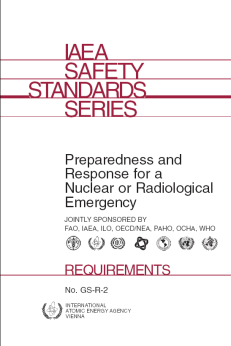 IAEA
SAFETY
STANDARDS
SERIES
Preparedness and
Response for a
Nuclear or Radiological
Emergency
JOINTLY SPONSORED BY
FAO, IAEA, ILO, OECD/NEA, PAHO, OCHA, WHO
REQUIREMENTS
No. GS-R-2
INTERNATIONAL
ATOMIC ENERGY AGENCY
VIENNA